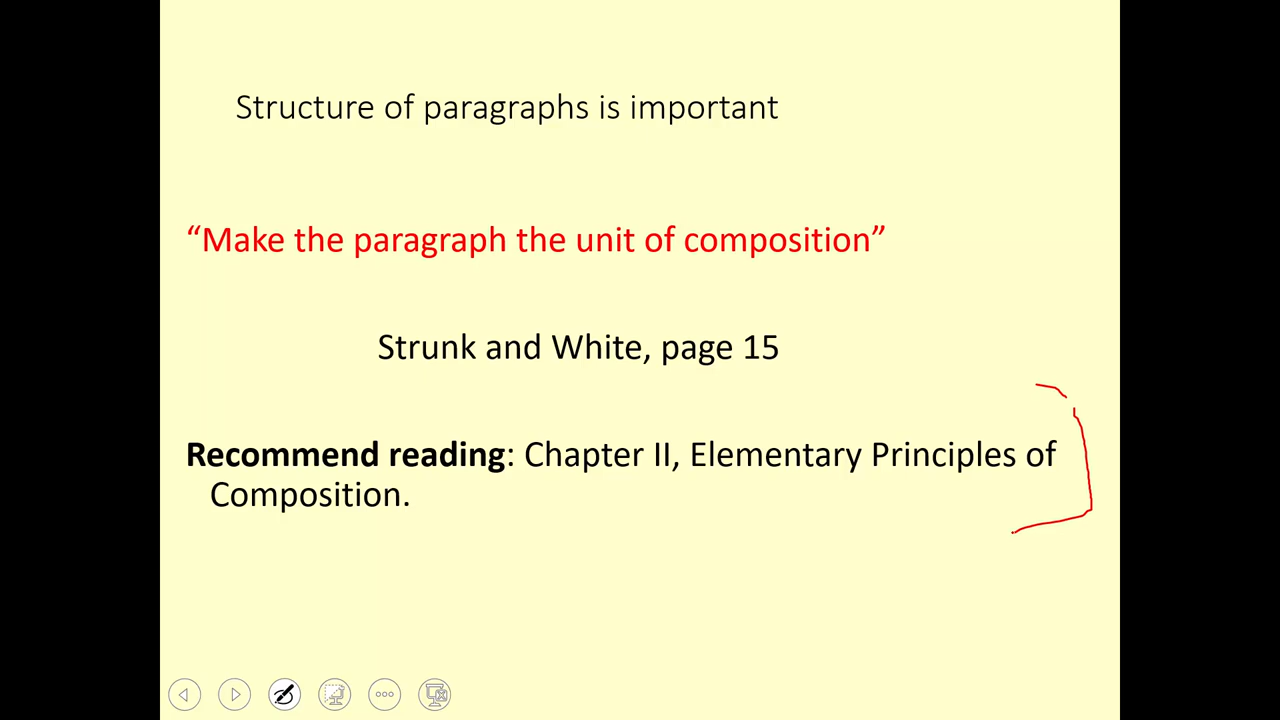 Structure of paragraphs is important
“Make the paragraph the unit of composition”
Strunk and White, page 15
Recommend reading: Chapter II, Elementary Principles of
Composition.